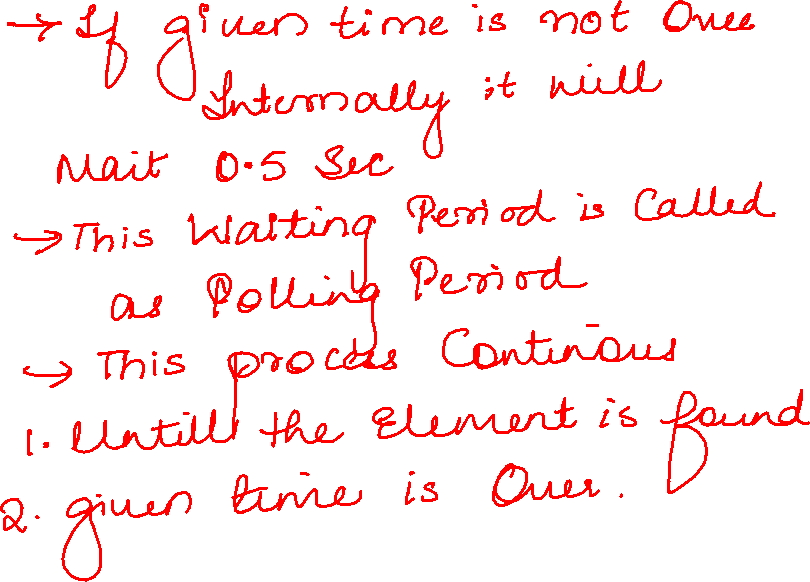 → If given time is not Over
Internally it will
Wait 0.5 Sec
→ This Waiting Period is Called
as Polling Period
→ This process Continous
1. Untill the Element is found
2. given time is Over.